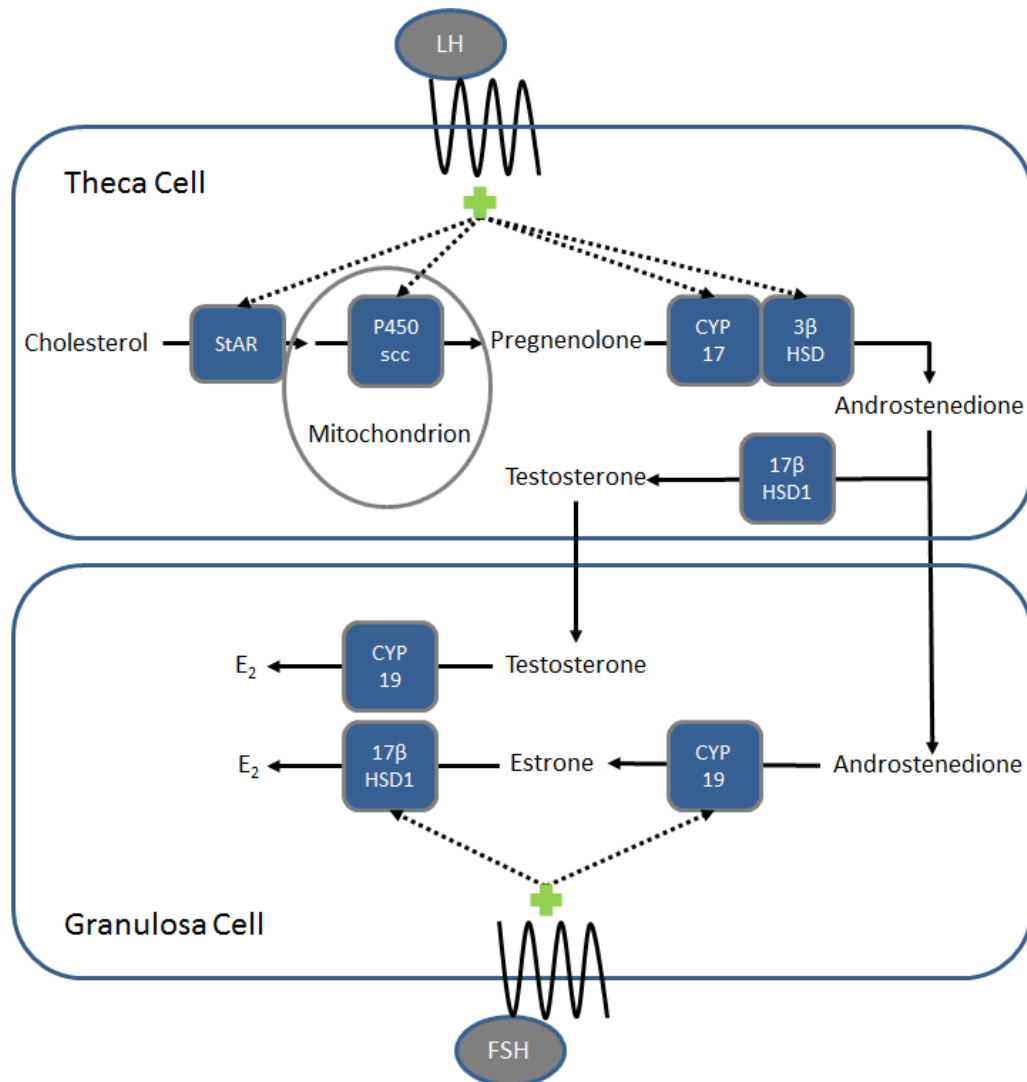 LH
Theca Cell
Cholesterol
StAR
P450
scc
Pregnenolone
CYP
17
3β
HSD
Mitochondrion
Androstenedione
Testosterone
17β
HSD1
E₂
CYP
19
Testosterone
E₂
17β
HSD1
Estrone
CYP
19
Androstenedione
Granulosa Cell
FSH